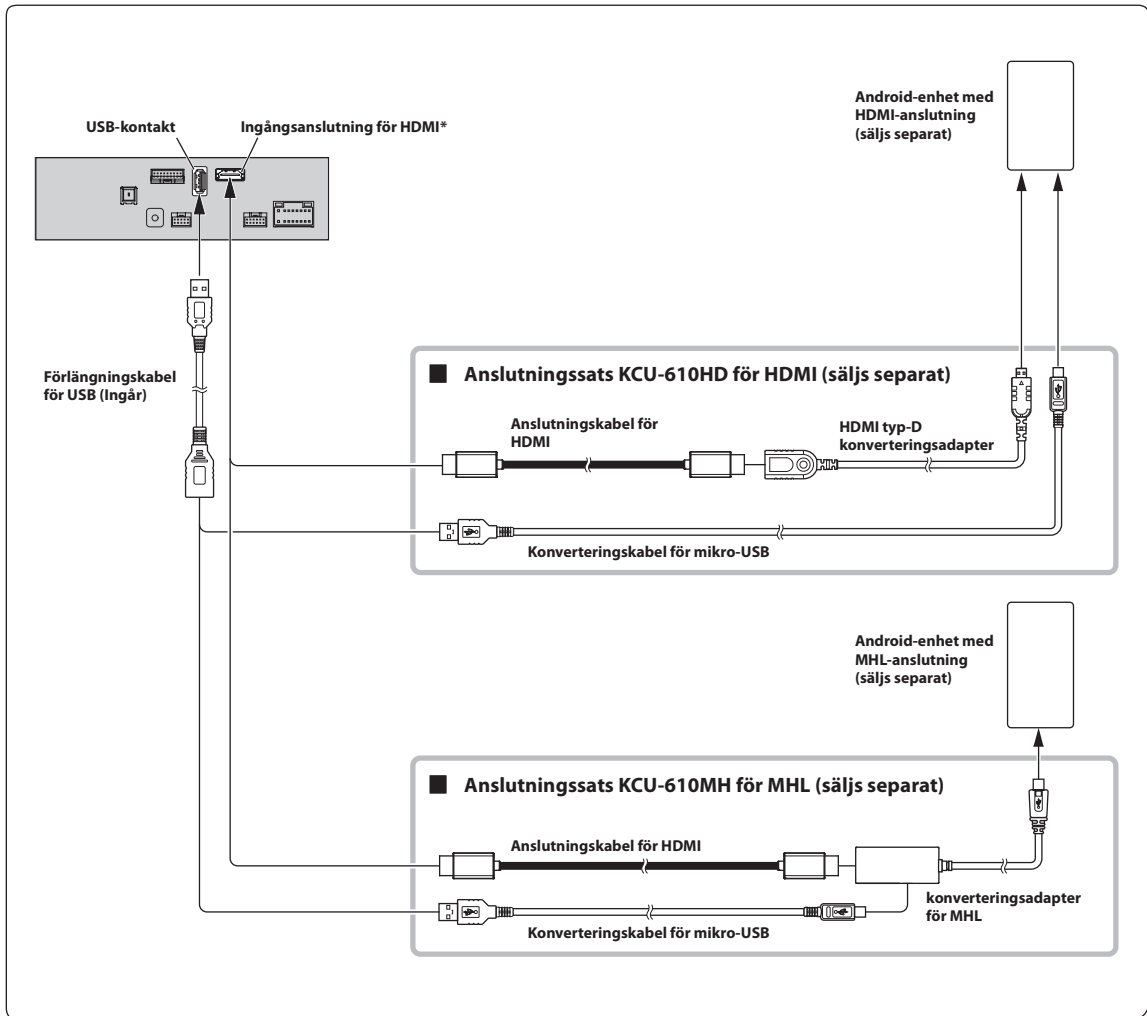 Android-enhet med
HDMI-anslutning
(säljs separat)
USB-kontakt
Ingångsanslutning för HDMI*
Förlängningskabel
för USB (Ingår)
■ Anslutningssats KCU-610HD för HDMI (säljs separat)
Anslutningskabel för
HDMI
HDMI typ-D
konverteringsadapter
Konverteringskabel för mikro-USB
Android-enhet med
MHL-anslutning
(säljs separat)
■ Anslutningssats KCU-610MH för MHL (säljs separat)
Anslutningskabel för HDMI
konverteringsadapter
för MHL
Konverteringskabel för mikro-USB